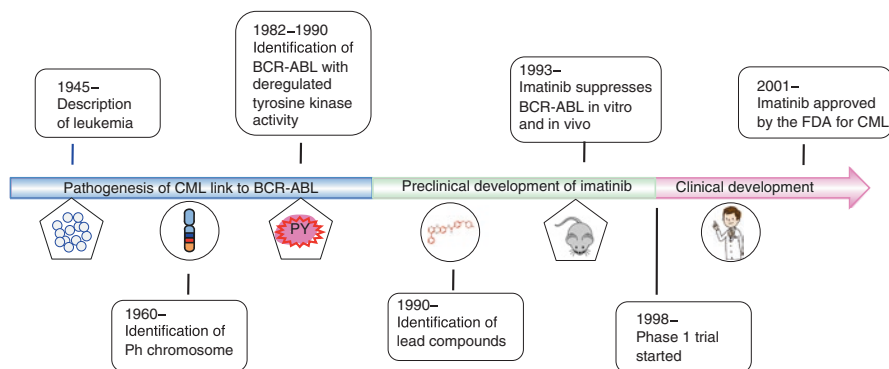 1945–
Description
of leukemia
1982–1990
Identification of
BCR-ABL with
deregulated
tyrosine kinase
activity
1993–
Imatinib suppresses
BCR-ABL in vitro
and in vivo
2001–
Imatinib approved
by the FDA for CML
Pathogenesis of CML link to BCR-ABL
Preclinical development of imatinib
Clinical development
PY
1960–
Identification of
Ph chromosome
1990–
Identification of
lead compounds
1998–
Phase 1 trial
started